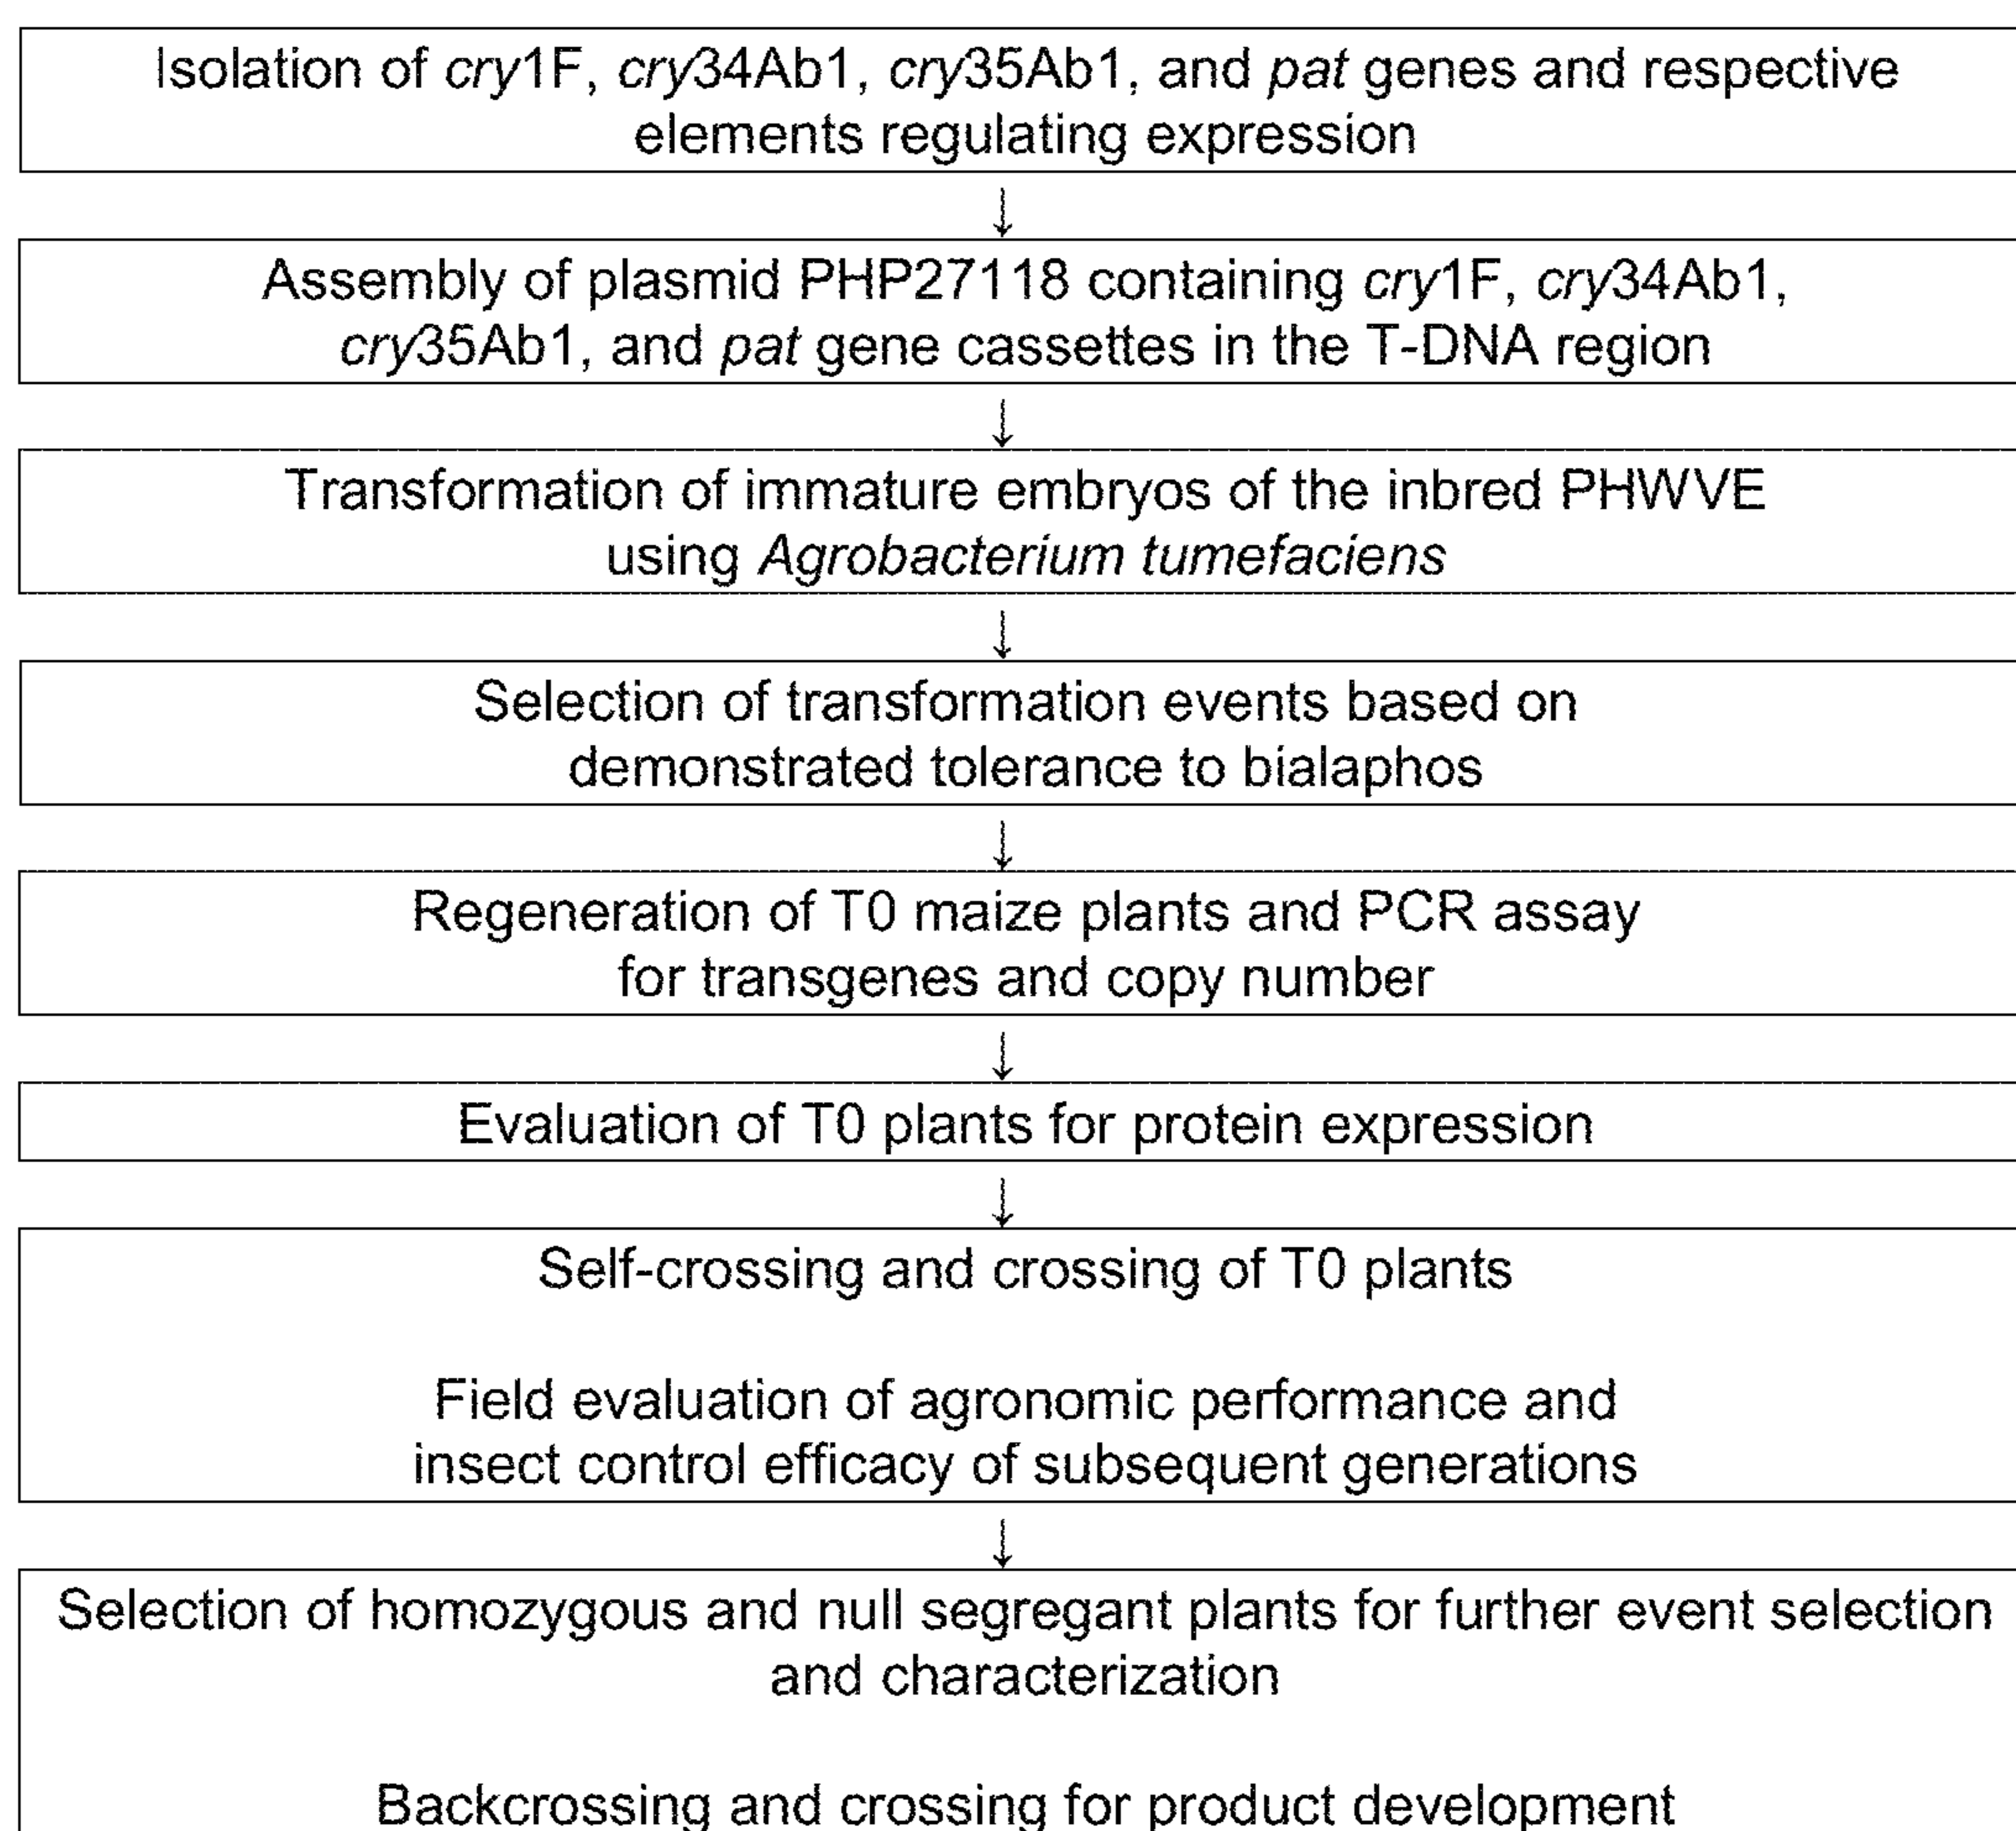 Isolation of cry1F, cry34Ab1, cry35Ab1, and pat genes and respective
elements regulating expression
↓
Assembly of plasmid PHP27118 containing cry1F, cry34Ab1,
cry35Ab1, and pat gene cassettes in the T-DNA region
↓
Transformation of immature embryos of the inbred PHWVE
using Agrobacterium tumefaciens
↓
Selection of transformation events based on
demonstrated tolerance to bialaphos
↓
Regeneration of T0 maize plants and PCR assay
for transgenes and copy number
↓
Evaluation of T0 plants for protein expression
↓
Self-crossing and crossing of T0 plants
Field evaluation of agronomic performance and
insect control efficacy of subsequent generations
↓
Selection of homozygous and null segregant plants for further event selection
and characterization
Backcrossing and crossing for product development